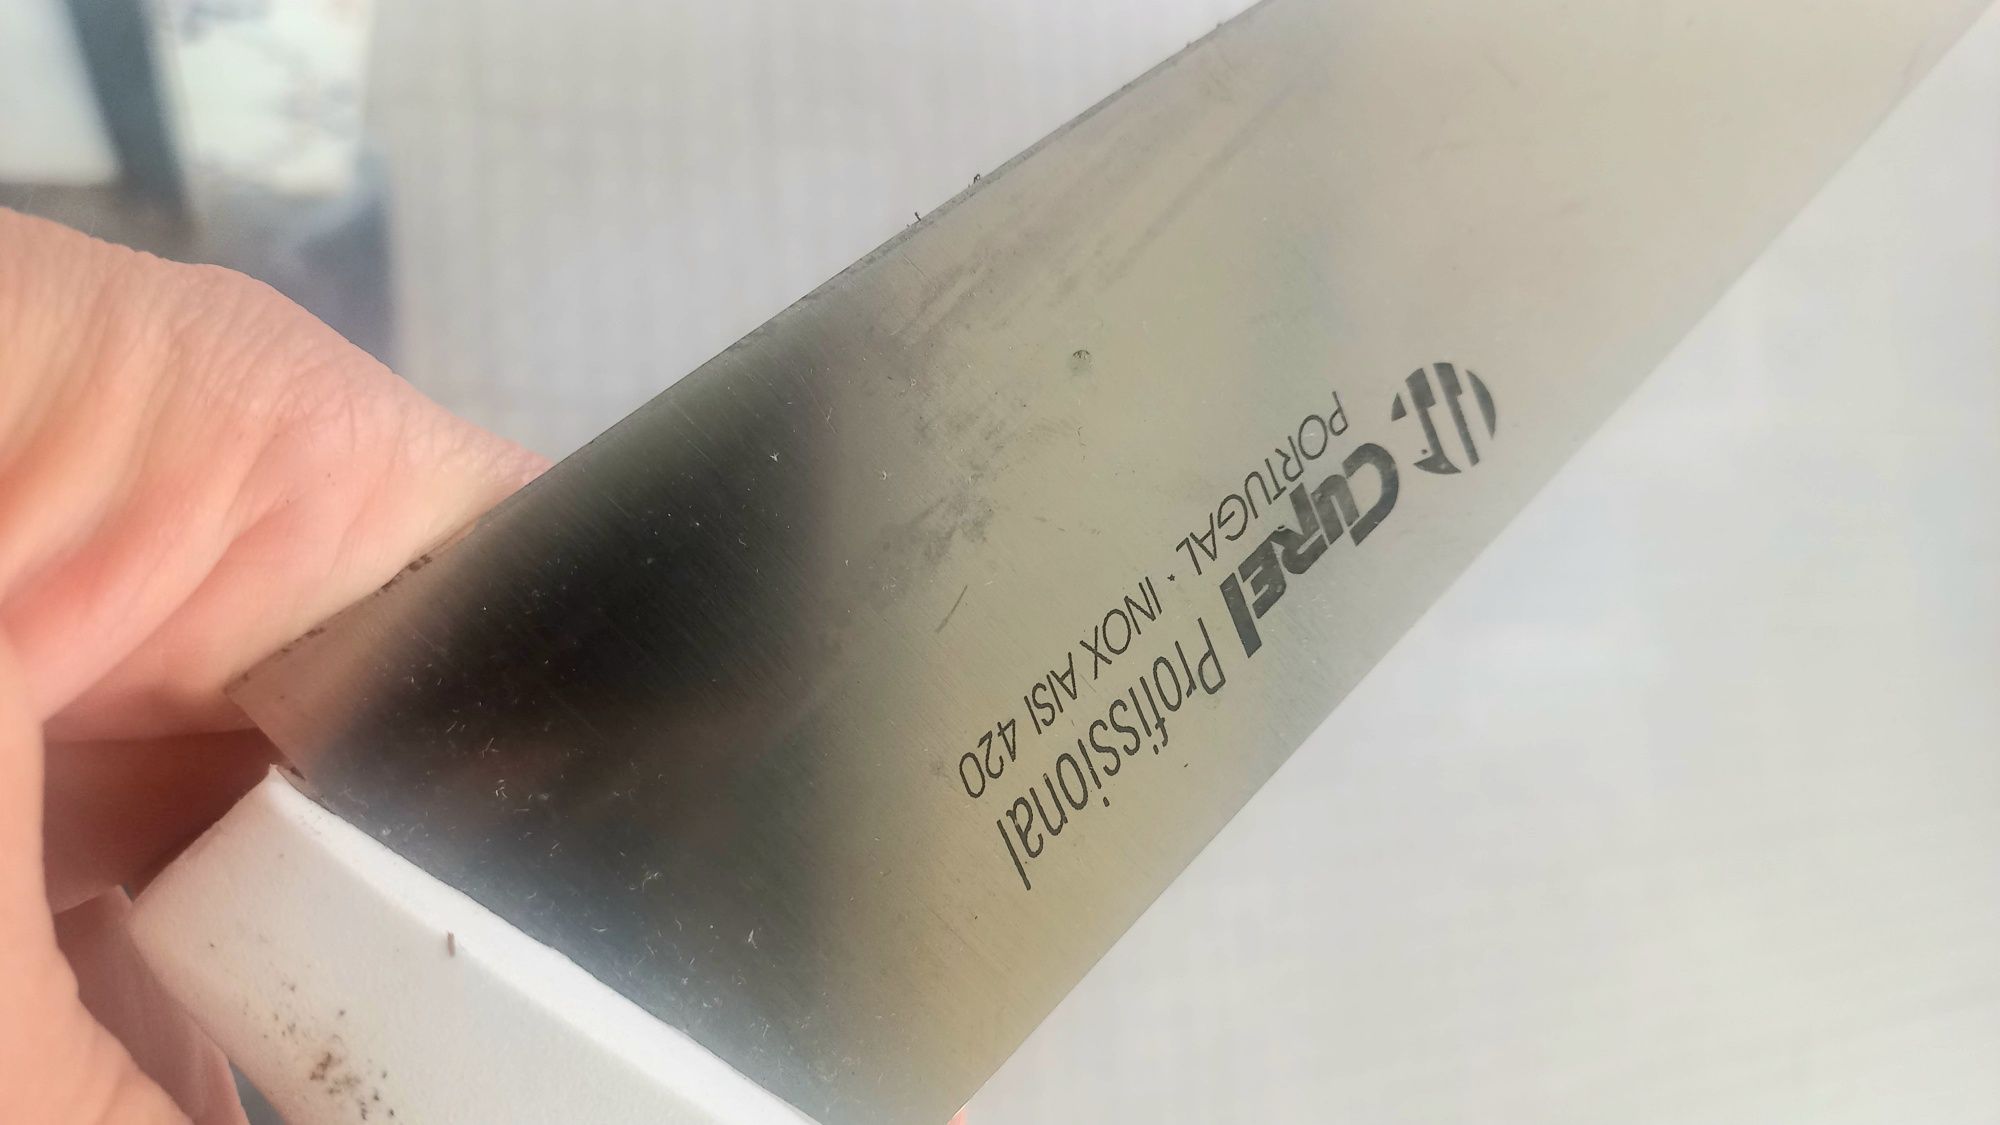 CUREL Profissional
PORTUGAL · INOX AISI 420